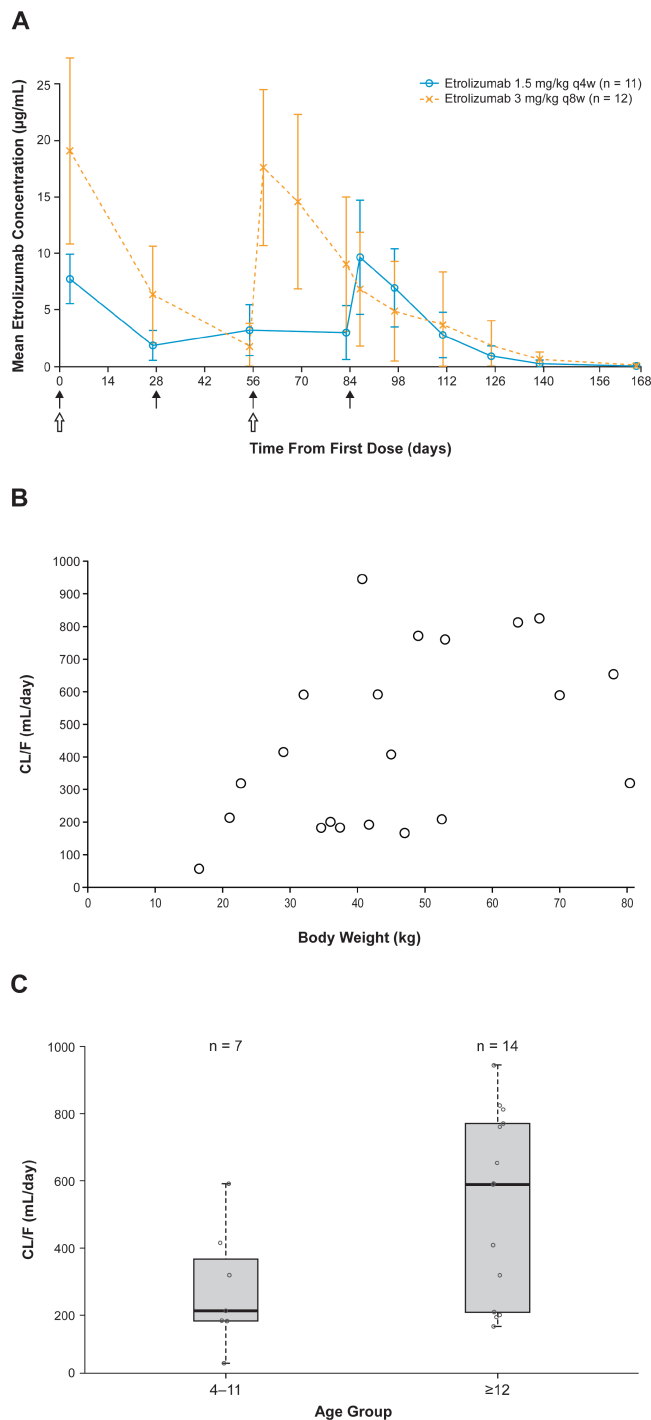 A
Etrolizumab 1.5 mg/kg q4w (n = 11)
Etrolizumab 3 mg/kg q8w (n = 12)
Mean Etrolizumab Concentration (µg/mL)
25
20
15
10
5
0
0 14 28 42 56 70 84 98 112 126 140 156 168
Time From First Dose (days)
B
CL/F (mL/day)
1000
900
800
700
600
500
400
300
200
100
0
0 10 20 30 40 50 60 70 80
Body Weight (kg)
C
CL/F (mL/day)
1000
800
600
400
200
0
n = 7 n = 14
4–11 ≥12
Age Group